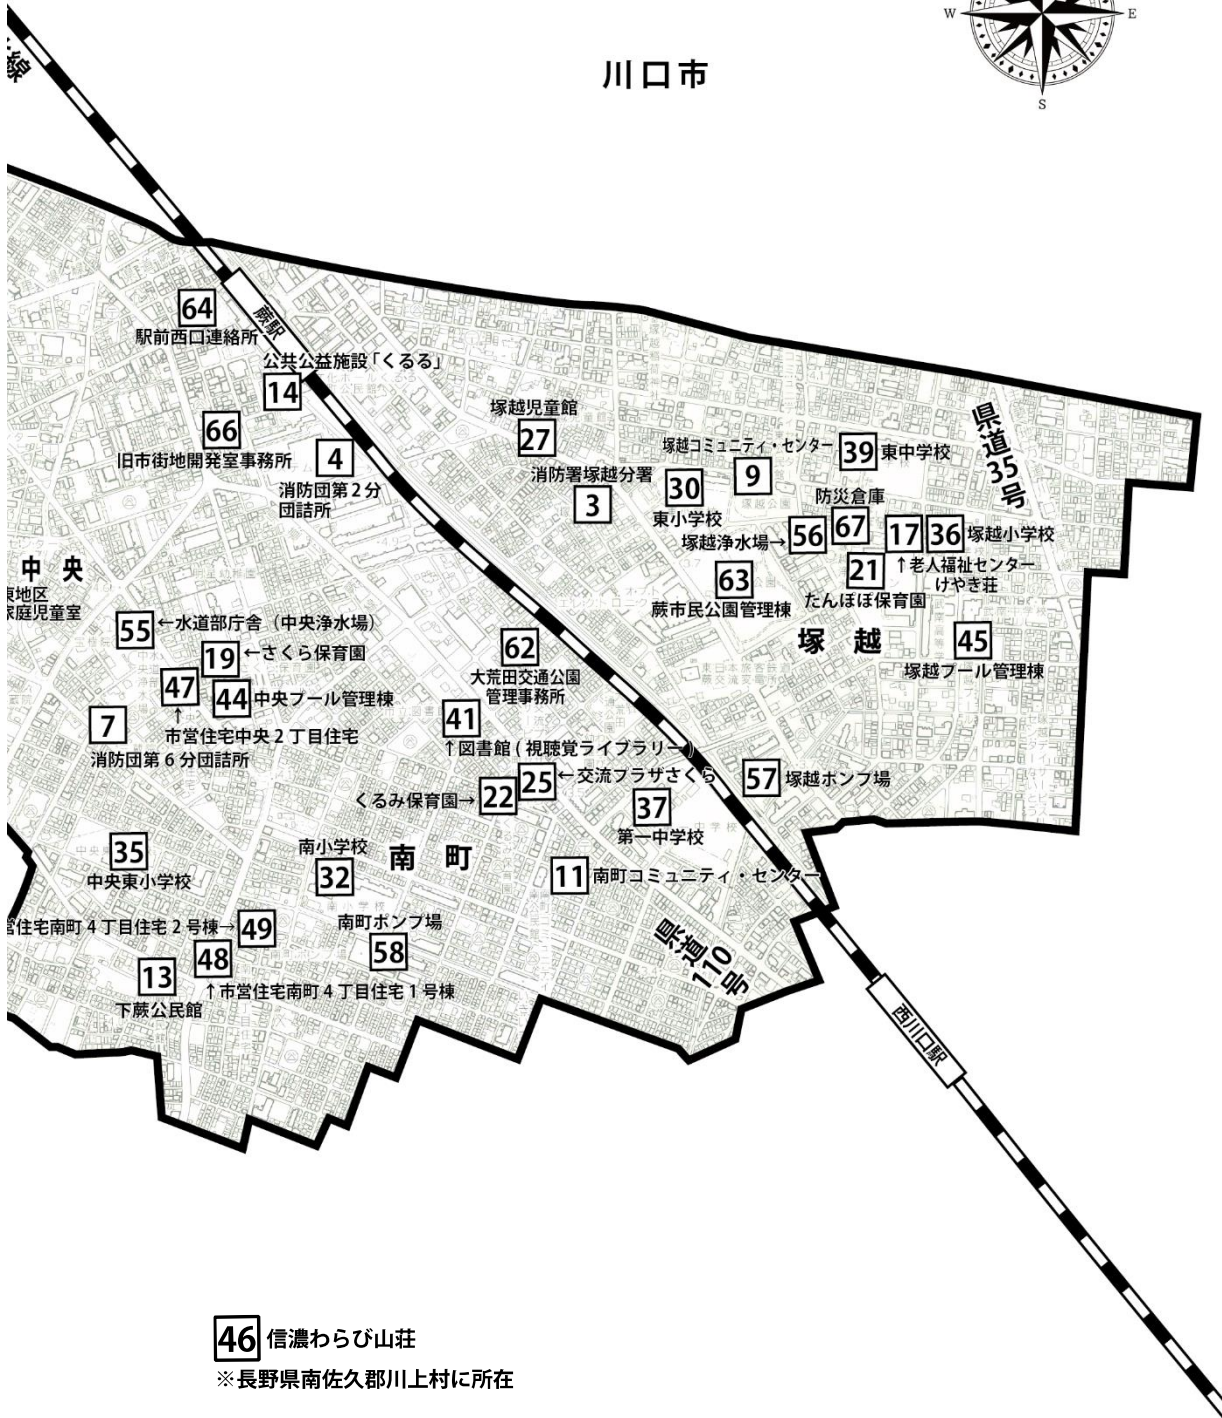 W
E
S
線
川口市
64
蕨駅
駅前西口連絡所
公共公益施設「くるる」
14
66
旧市街地開発室事務所
4
消防団第2分
団詰所
塚越児童館
27
消防署塚越分署
3
30
東小学校
塚越コミュニティ・センター
9
39
東中学校
県道35号
防災倉庫
塚越浄水場→
56
67
17
36
塚越小学校
↑老人福祉センター
けやき荘
21
たんぽぽ保育園
63
蕨市民公園管理棟
塚越
45
塚越プール管理棟
中央
東地区
家庭児童室
55
←水道部庁舎（中央浄水場）
19
←さくら保育園
47
44
中央プール管理棟
↑
市営住宅中央2丁目住宅
7
消防団第6分団詰所
62
大荒田交通公園
管理事務所
41
↑図書館(視聴覚ライブラリー)
25
←交流プラザさくら
くるみ保育園→
22
37
第一中学校
57
塚越ポンプ場
35
中央東小学校
南小学校
32
南町
11
南町コミュニティ・センター
営住宅南町4丁目住宅2号棟→
49
南町ポンプ場
58
県道110号
48
↑市営住宅南町4丁目住宅1号棟
13
下蕨公民館
西川口駅
46
信濃わらび山荘
※長野県南佐久郡川上村に所在